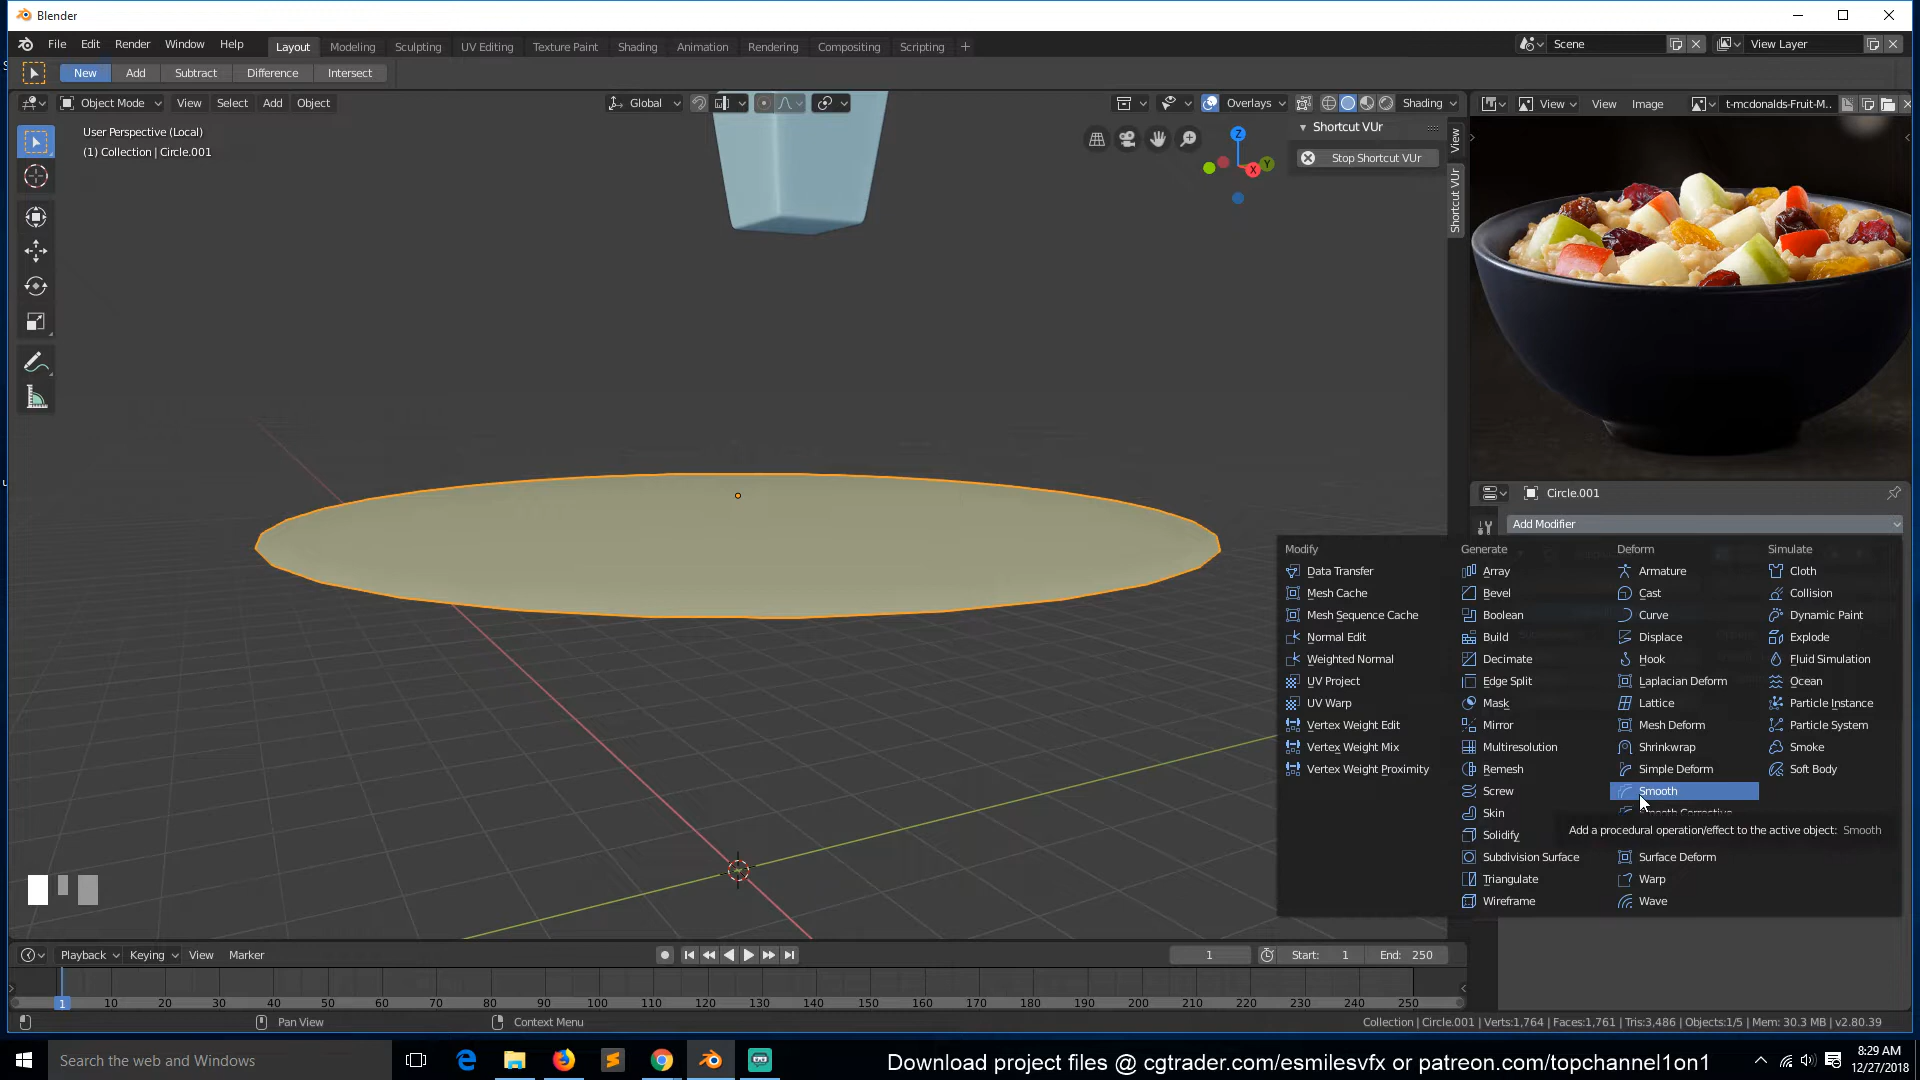 Blender
File Edit Render Window Help Layout Modeling Sculpting UV Editing Texture Paint Shading Animation Rendering Compositing Scripting + Scene View Layer
New Add Subtract Difference Intersect
Object Mode View Select Add Object Global Overlays Shading View View Image t-mcdonalds-Fruit-M..
User Perspective (Local)
(1) Collection | Circle.001
Shortcut VUr
Stop Shortcut VUr
View
Shortcut VUr
Z
Y
X
Circle.001
Add Modifier
Modify Generate Deform Simulate
Data Transfer Array Armature Cloth
Mesh Cache Bevel Cast Collision
Mesh Sequence Cache Boolean Curve Dynamic Paint
Normal Edit Build Displace Explode
Weighted Normal Decimate Hook Fluid Simulation
UV Project Edge Split Laplacian Deform Ocean
UV Warp Mask Lattice Particle Instance
Vertex Weight Edit Mirror Mesh Deform Particle System
Vertex Weight Mix Multiresolution Shrinkwrap Smoke
Vertex Weight Proximity Remesh Simple Deform Soft Body
Screw Smooth
Skin Smooth Corrective
Solidify Add a procedural operation/effect to the active object: Smooth
Subdivision Surface Surface Deform
Triangulate Warp
Wireframe Wave
Playback Keying View Marker 1 Start: 1 End: 250
1 10 20 30 40 50 60 70 80 90 100 110 120 130 140 150 160 170 180 190 200 210 220 230 240 250
Pan View Context Menu Collection | Circle.001 | Verts:1,764 | Faces:1,761 | Tris:3,486 | Objects:1/5 | Mem: 30.3 MB | v2.80.39
Search the web and Windows Download project files @ cgtrader.com/esmilesvfx or patreon.com/topchannel1on1 8:29 AM
12/27/2018